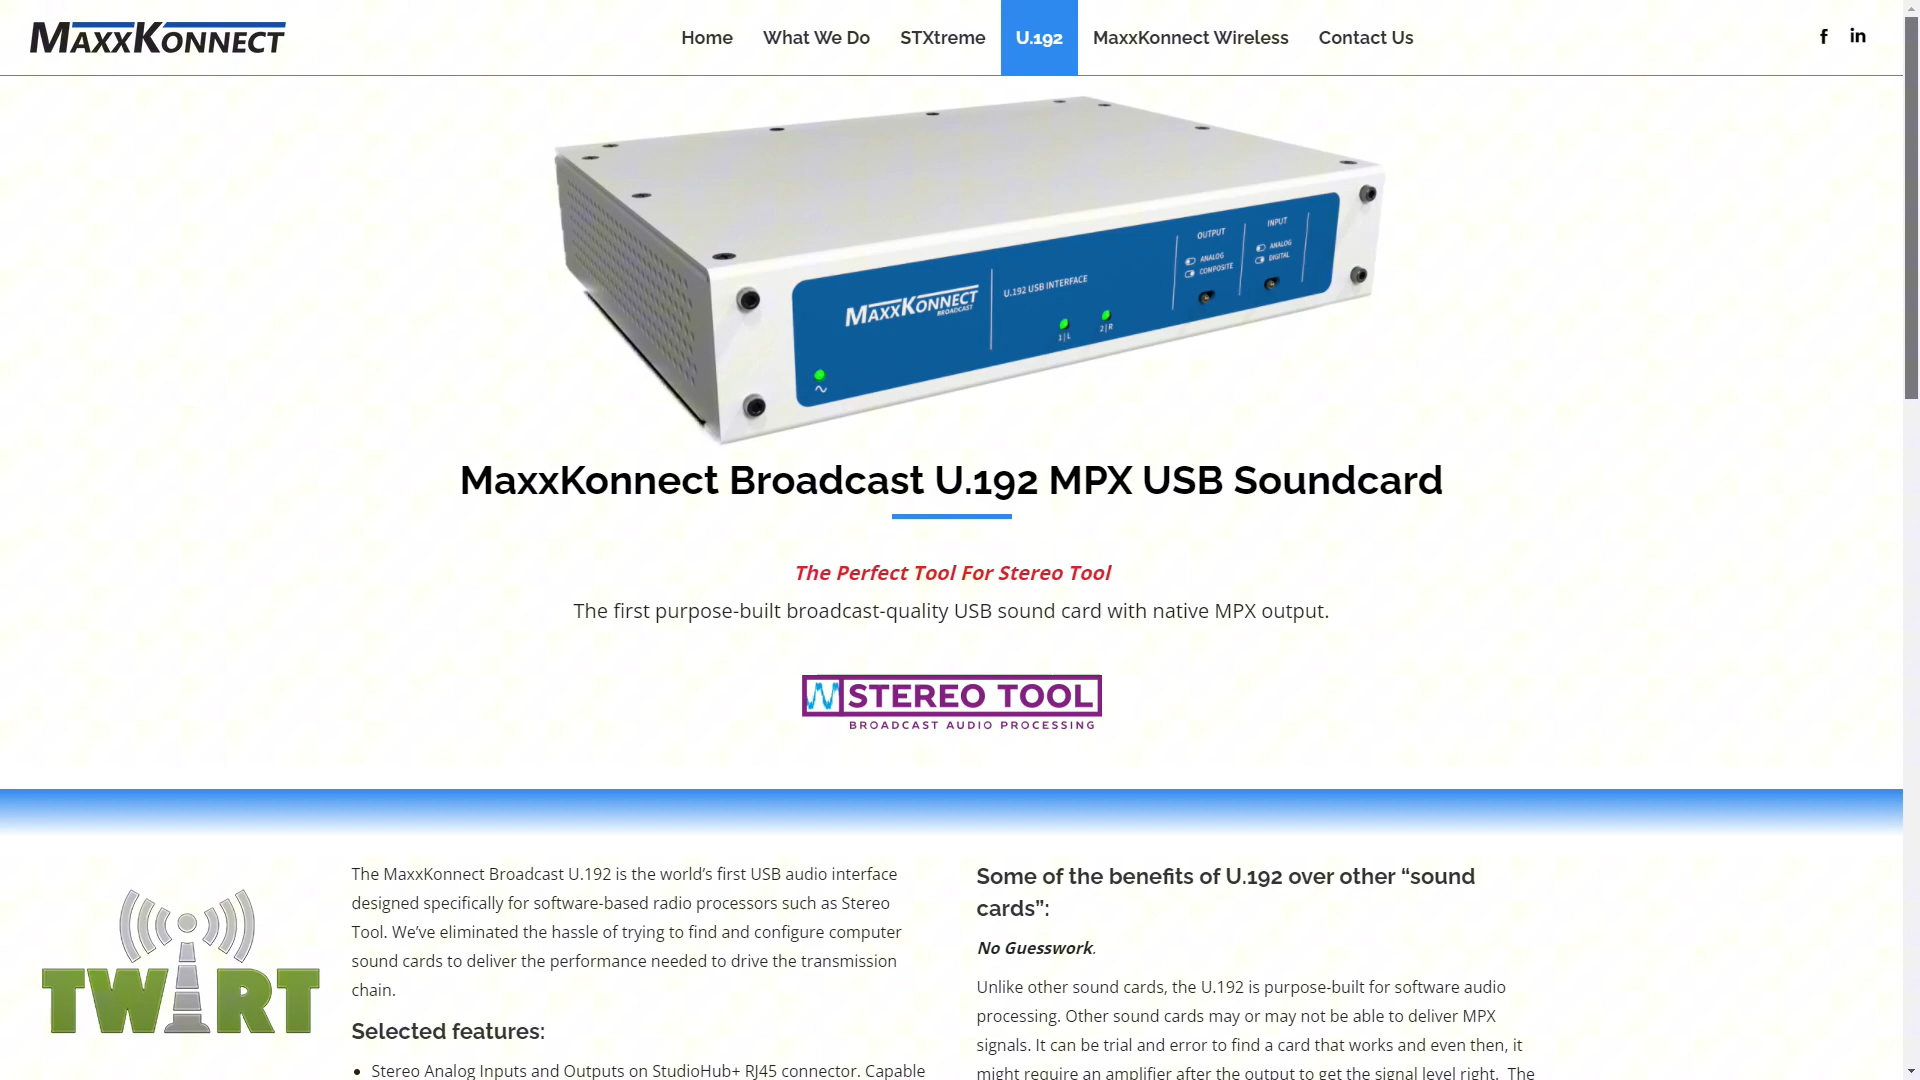 MAXXKONNECT
Home What We Do STXtreme U.192 MaxxKonnect Wireless Contact Us
f in
MAXXKONNECT
BROADCAST
U.192 USB INTERFACE
1|L
2|R
OUTPUT
ANALOG
COMPOSITE
INPUT
ANALOG
DIGITAL
MaxxKonnect Broadcast U.192 MPX USB Soundcard
The Perfect Tool For Stereo Tool
The first purpose-built broadcast-quality USB sound card with native MPX output.
STEREO TOOL
BROADCAST AUDIO PROCESSING
TWiRT
The MaxxKonnect Broadcast U.192 is the world’s first USB audio interface
designed specifically for software-based radio processors such as Stereo
Tool. We’ve eliminated the hassle of trying to find and configure computer
sound cards to deliver the performance needed to drive the transmission
chain.
Selected features:
• Stereo Analog Inputs and Outputs on StudioHub+ RJ45 connector. Capable
Some of the benefits of U.192 over other “sound
cards”:
No Guesswork.
Unlike other sound cards, the U.192 is purpose-built for software audio
processing. Other sound cards may or may not be able to deliver MPX
signals. It can be trial and error to find a card that works and even then, it
might require an amplifier after the output to get the signal level right. The